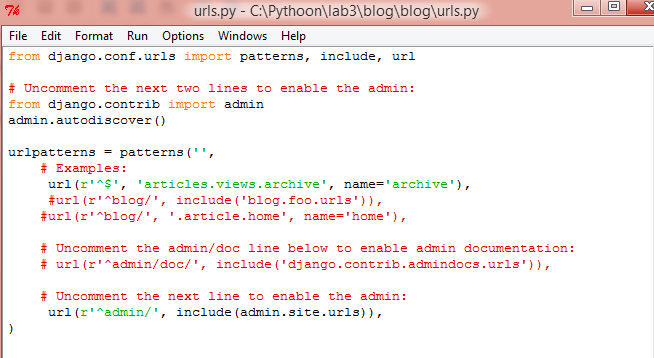 urls.py - C:\Pythoon\lab3\blog\blog\urls.py
File Edit Format Run Options Windows Help
from django.conf.urls import patterns, include, url

# Uncomment the next two lines to enable the admin:
from django.contrib import admin
admin.autodiscover()

urlpatterns = patterns('',
    # Examples:
     url(r'^$', 'articles.views.archive', name='archive'),
     #url(r'^blog/', include('blog.foo.urls')),
    #url(r'^blog/', '.article.home', name='home'),

    # Uncomment the admin/doc line below to enable admin documentation:
    # url(r'^admin/doc/', include('django.contrib.admindocs.urls')),

    # Uncomment the next line to enable the admin:
     url(r'^admin/', include(admin.site.urls)),
)